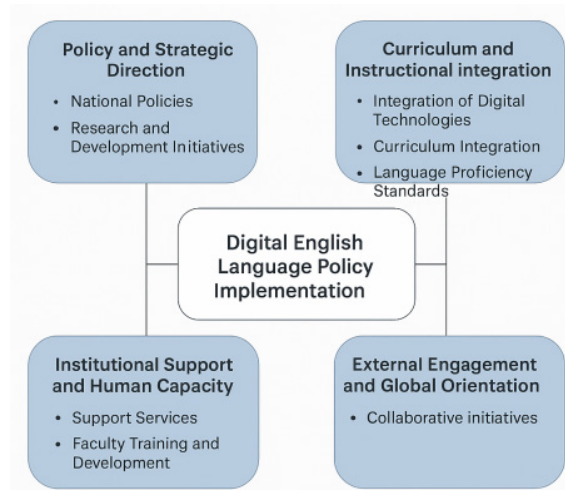 Policy and Strategic
Direction
• National Policies
• Research and
Development Initiatives
Curriculum and
Instructional integration
• Integration of Digital
Technologies
• Curriculum Integration
• Language Proficiency
Standards
Digital English
Language Policy
Implementation
Institutional Support
and Human Capacity
• Support Services
• Faculty Training and
Development
External Engagement
and Global Orientation
• Collaborative initiatives